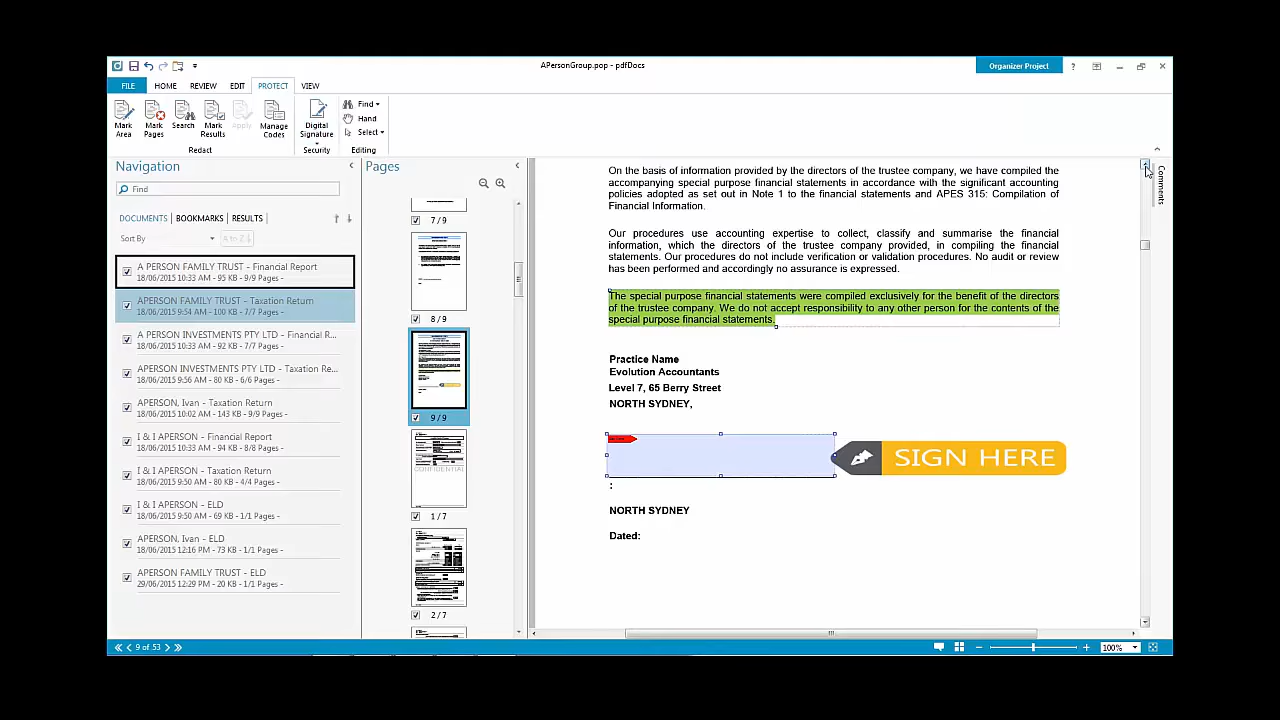 APersonGroup.pop - pdfDocs
Organizer Project
?
FILE
HOME
REVIEW
EDIT
PROTECT
VIEW
Mark Area
Mark Pages
Search
Mark Results
Apply
Manage Codes
Redact
Digital Signature
Security
Find
Hand
Select
Editing
Navigation
Find
DOCUMENTS
BOOKMARKS
RESULTS
Sort By
A to Z
A PERSON FAMILY TRUST - Financial Report
18/06/2015 10:33 AM - 95 KB - 9/9 Pages -
APERSON FAMILY TRUST - Taxation Return
18/06/2015 9:54 AM - 100 KB - 7/7 Pages -
A PERSON INVESTMENTS PTY LTD - Financial R...
18/06/2015 10:33 AM - 92 KB - 7/7 Pages -
APERSON INVESTMENTS PTY LTD - Taxation Re...
18/06/2015 9:56 AM - 80 KB - 6/6 Pages -
APERSON, Ivan - Taxation Return
18/06/2015 10:02 AM - 143 KB - 9/9 Pages -
I & I APERSON - Financial Report
18/06/2015 10:33 AM - 94 KB - 8/8 Pages -
I & I APERSON - Taxation Return
18/06/2015 9:50 AM - 80 KB - 4/4 Pages -
I & I APERSON - ELD
18/06/2015 9:50 AM - 69 KB - 1/1 Pages -
APERSON, Ivan - ELD
18/06/2015 12:16 PM - 73 KB - 1/1 Pages -
APERSON FAMILY TRUST - ELD
29/06/2015 12:29 PM - 20 KB - 1/1 Pages -
Pages
7 / 9
8 / 9
9 / 9
CONFIDENTIAL
1 / 7
2 / 7
On the basis of information provided by the directors of the trustee company, we have compiled the
accompanying special purpose financial statements in accordance with the significant accounting
policies adopted as set out in Note 1 to the financial statements and APES 315: Compilation of
Financial Information.
Our procedures use accounting expertise to collect, classify and summarise the financial
information, which the directors of the trustee company provided, in compiling the financial
statements. Our procedures do not include verification or validation procedures. No audit or review
has been performed and accordingly no assurance is expressed.
The special purpose financial statements were compiled exclusively for the benefit of the directors
of the trustee company. We do not accept responsibility to any other person for the contents of the
special purpose financial statements.
Practice Name
Evolution Accountants
Level 7, 65 Berry Street
NORTH SYDNEY,
SIGN HERE
:
NORTH SYDNEY
Dated:
Comments
9 of 53
100%